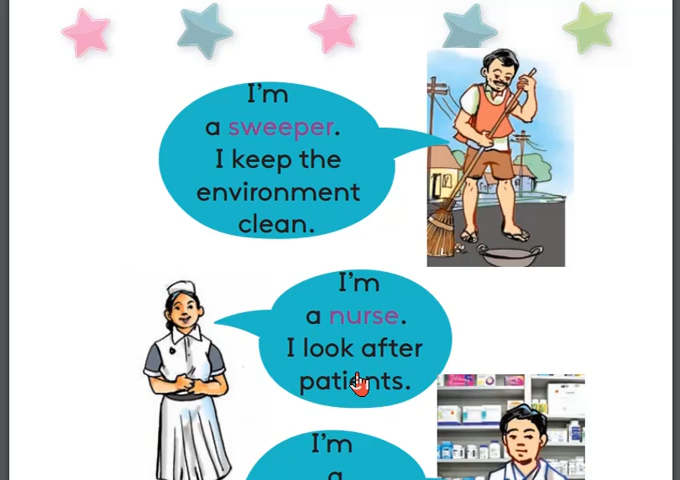 I'm
a sweeper.
I keep the
environment
clean.
I'm
a nurse.
I look after
patients.
I'm
a